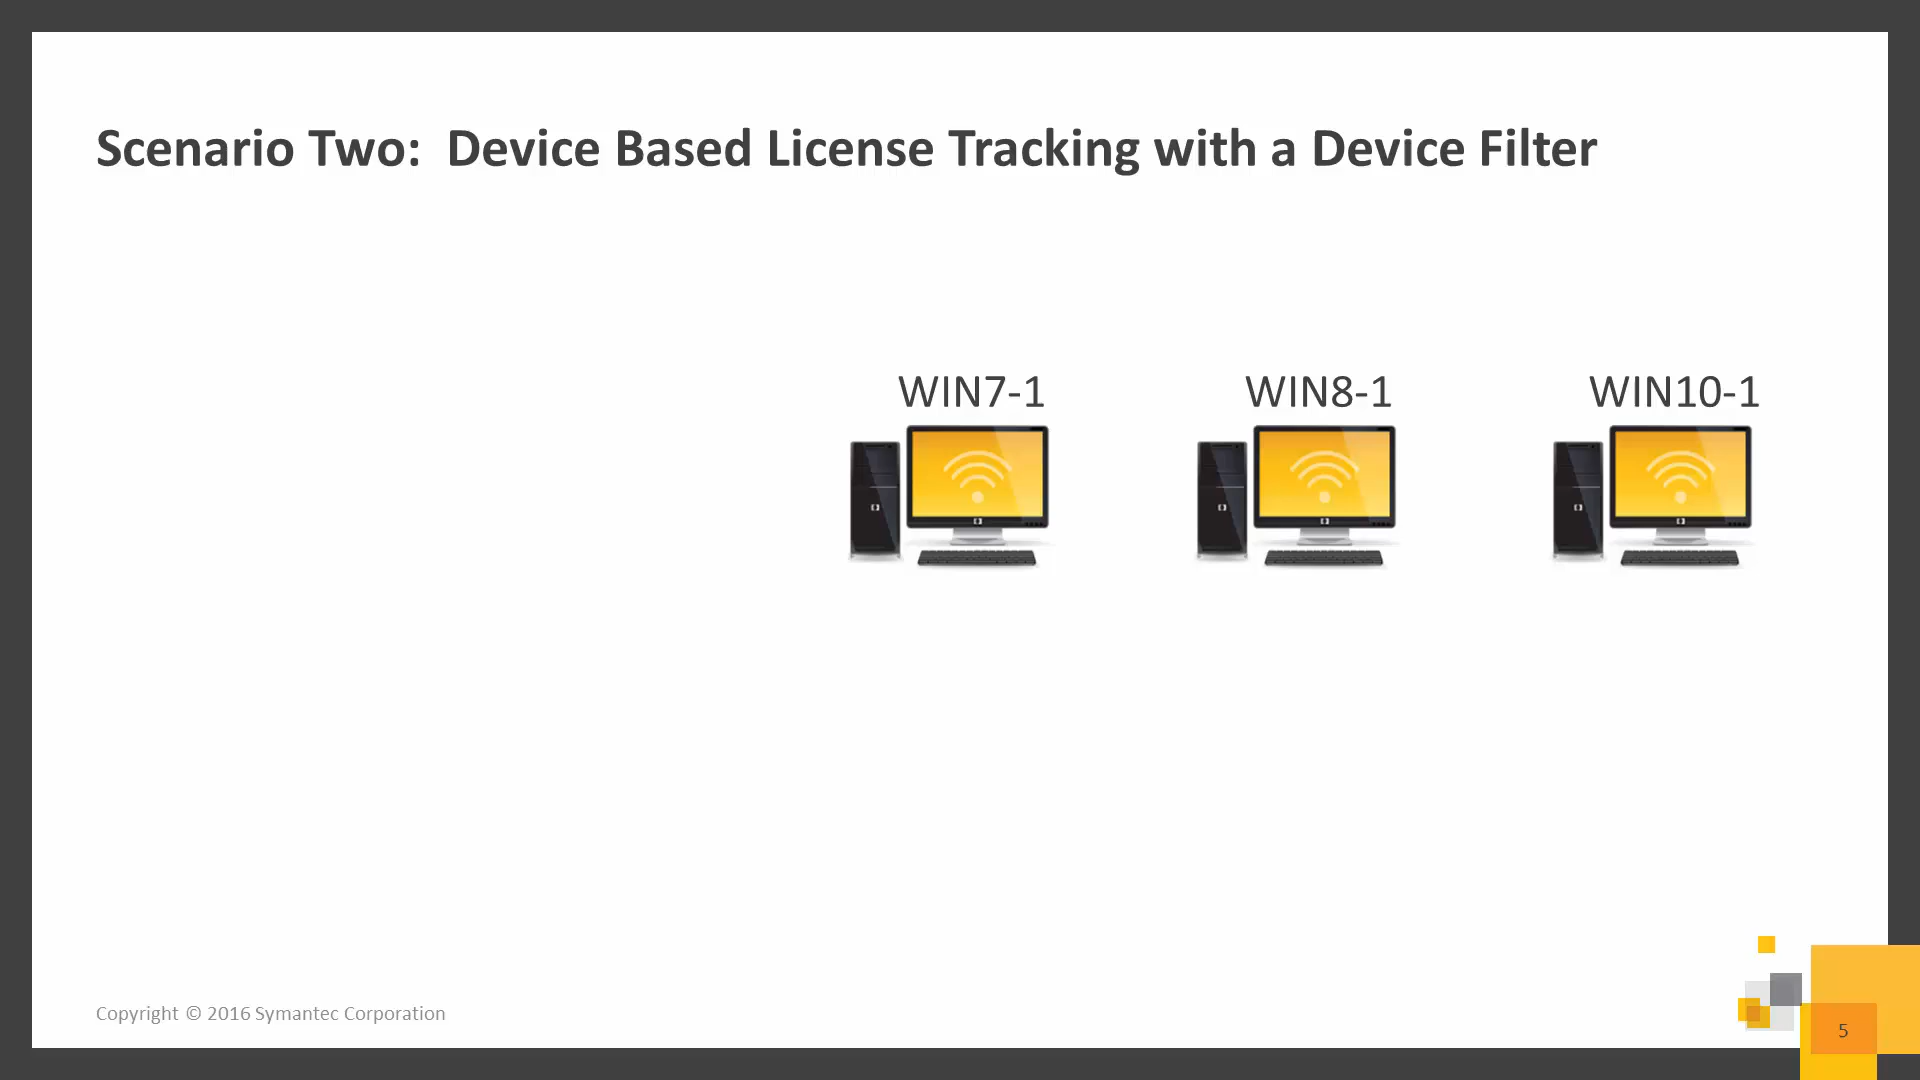 Scenario Two: Device Based License Tracking with a Device Filter
WIN7-1 WIN8-1 WIN10-1
Copyright © 2016 Symantec Corporation
5